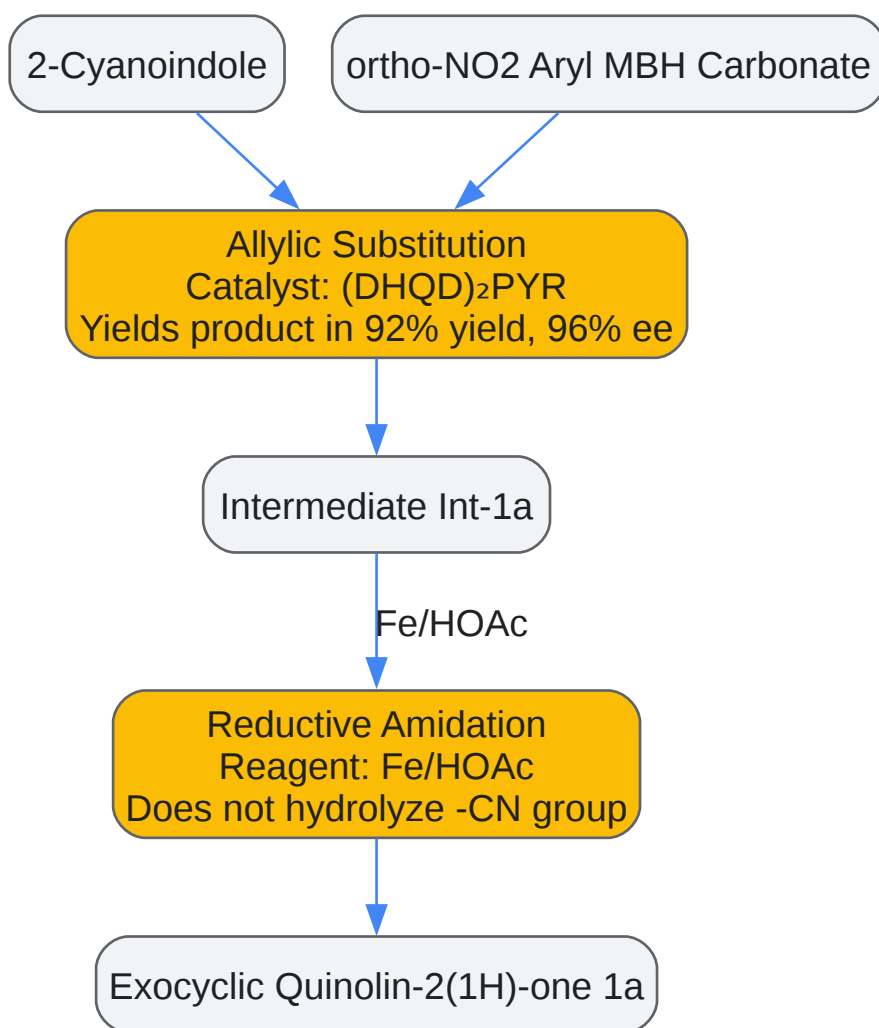 2-Cyanoindole
ortho-NO2 Aryl MBH Carbonate
Allylic Substitution
Catalyst: (DHQD)₂PYR
Yields product in 92% yield, 96% ee
Intermediate Int-1a
Fe/HOAc
Reductive Amidation
Reagent: Fe/HOAc
Does not hydrolyze -CN group
Exocyclic Quinolin-2(1H)-one 1a